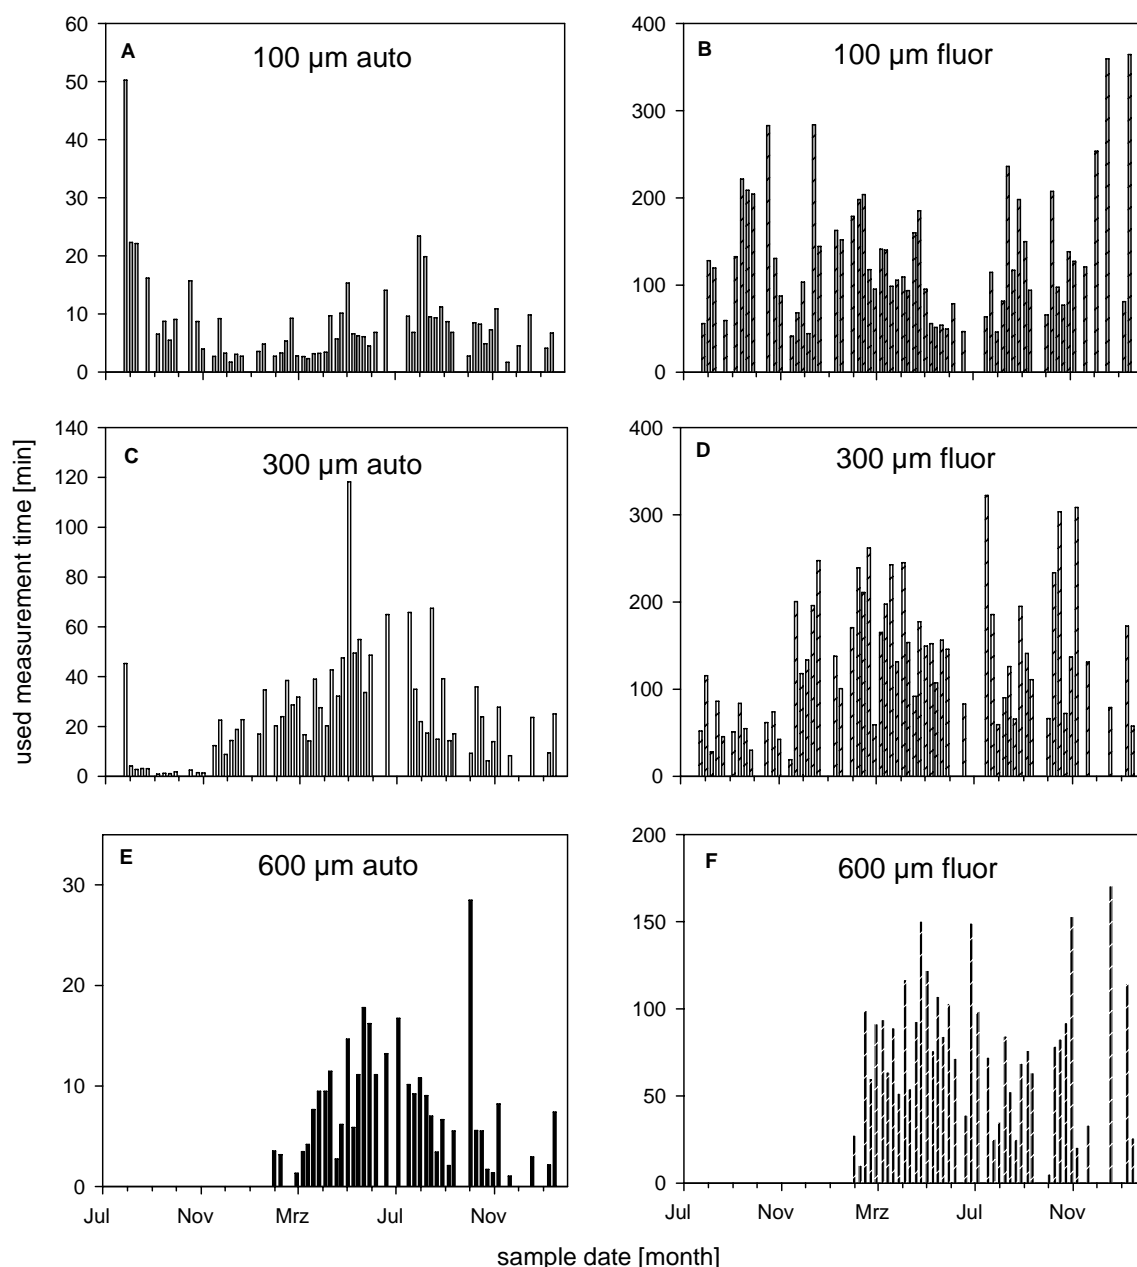 A
100 µm auto
60
50
40
30
20
10
0
B
100 µm fluor
400
300
200
100
0
C
300 µm auto
140
120
100
80
60
40
20
0
D
300 µm fluor
400
300
200
100
0
used measurement time [min]
E
600 µm auto
30
20
10
0
Jul Nov Mrz Jul Nov
F
600 µm fluor
200
150
100
50
0
Jul Nov Mrz Jul Nov
sample date [month]